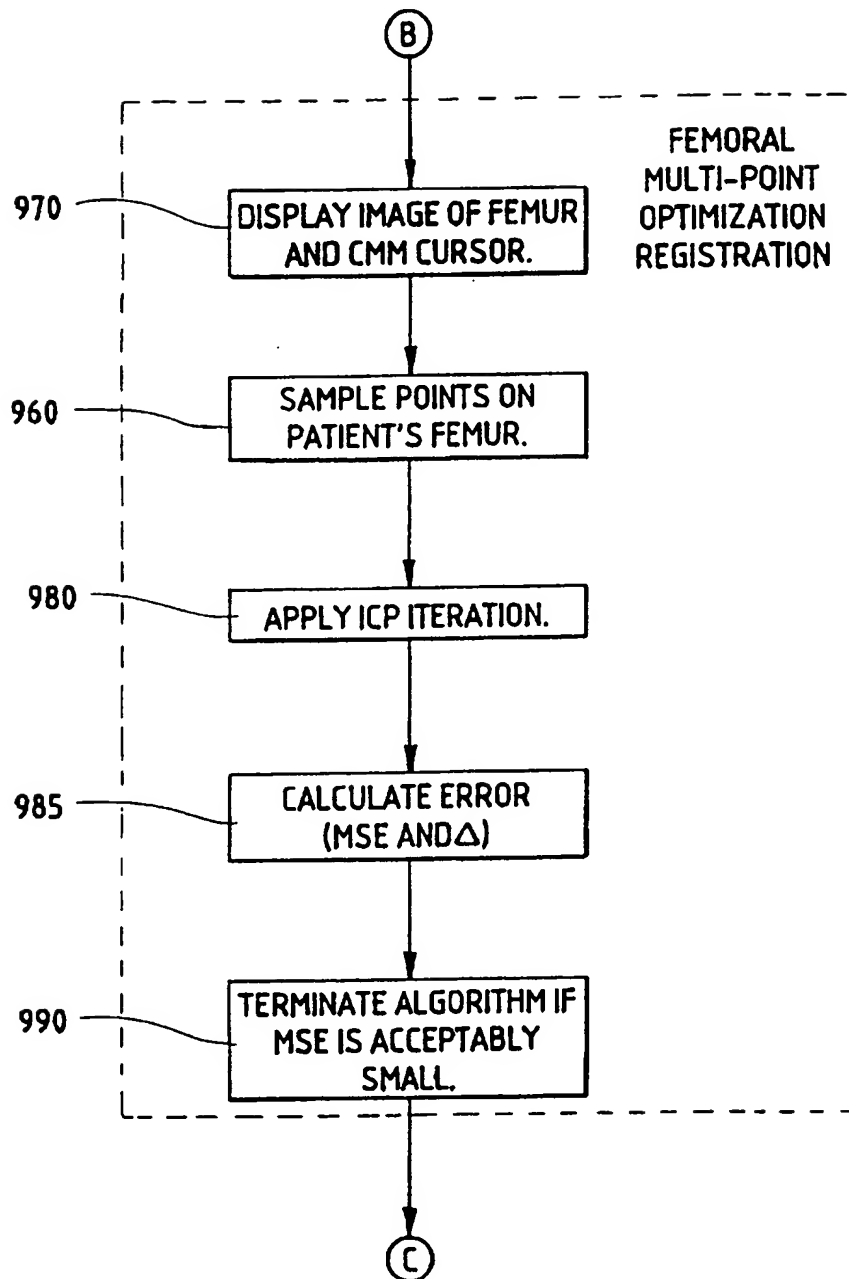 B
FEMORAL
MULTI-POINT
OPTIMIZATION
REGISTRATION
970
DISPLAY IMAGE OF FEMUR
AND CMM CURSOR.
960
SAMPLE POINTS ON
PATIENT'S FEMUR.
980
APPLY ICP ITERATION.
985
CALCULATE ERROR
(MSE AND Δ)
990
TERMINATE ALGORITHM IF
MSE IS ACCEPTABLY
SMALL.
C